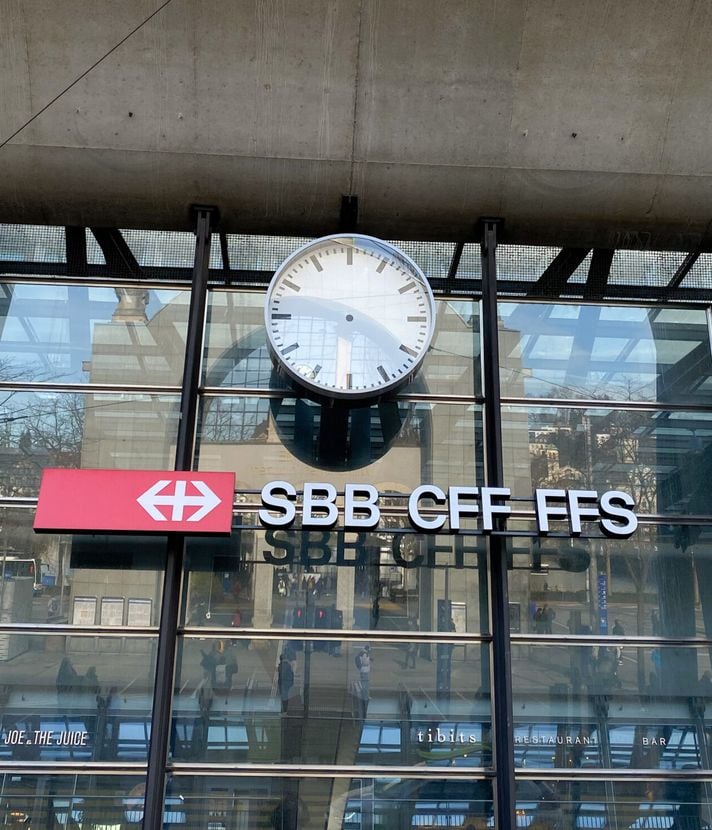 SBB CFF FFS
JOE & THE JUICE
tibits RESTAURANT BAR